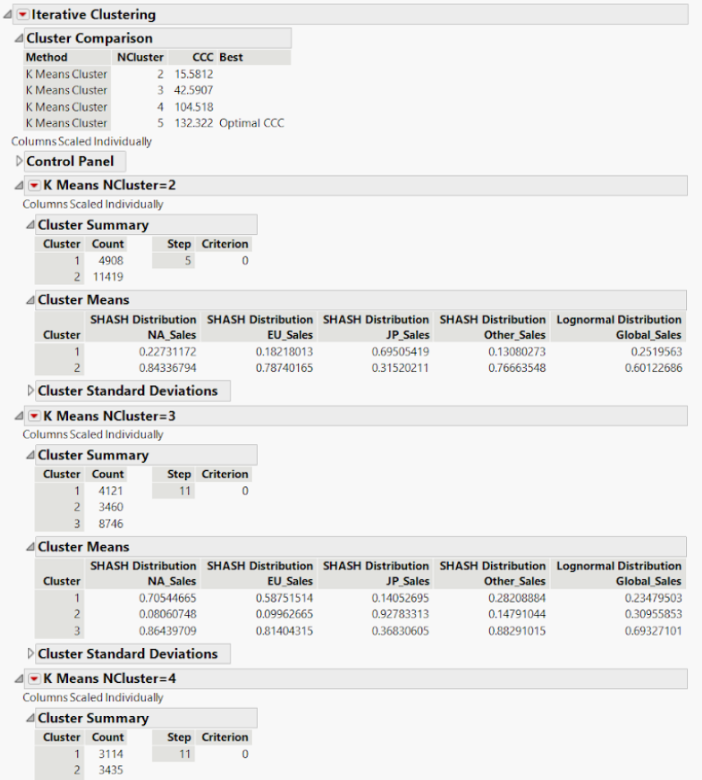 Iterative Clustering
Cluster Comparison
Method NCluster CCC Best
K Means Cluster 2 15.5812
K Means Cluster 3 42.5907
K Means Cluster 4 104.518
K Means Cluster 5 132.322 Optimal CCC
Columns Scaled Individually
Control Panel
K Means NCluster=2
Columns Scaled Individually
Cluster Summary
Cluster Count Step Criterion
1 4908 5 0
2 11419
Cluster Means
SHASH Distribution SHASH Distribution SHASH Distribution SHASH Distribution Lognormal Distribution
Cluster NA_Sales EU_Sales JP_Sales Other_Sales Global_Sales
1 0.22731172 0.18218013 0.69505419 0.13080273 0.2519563
2 0.84336794 0.78740165 0.31520211 0.76663548 0.60122686
Cluster Standard Deviations
K Means NCluster=3
Columns Scaled Individually
Cluster Summary
Cluster Count Step Criterion
1 4121 11 0
2 3460
3 8746
Cluster Means
SHASH Distribution SHASH Distribution SHASH Distribution SHASH Distribution Lognormal Distribution
Cluster NA_Sales EU_Sales JP_Sales Other_Sales Global_Sales
1 0.70544665 0.58751514 0.14052695 0.28208884 0.23479503
2 0.08060748 0.09962665 0.92783313 0.14791044 0.30955853
3 0.86439709 0.81404315 0.36830605 0.88291015 0.69327101
Cluster Standard Deviations
K Means NCluster=4
Columns Scaled Individually
Cluster Summary
Cluster Count Step Criterion
1 3114 11 0
2 3435